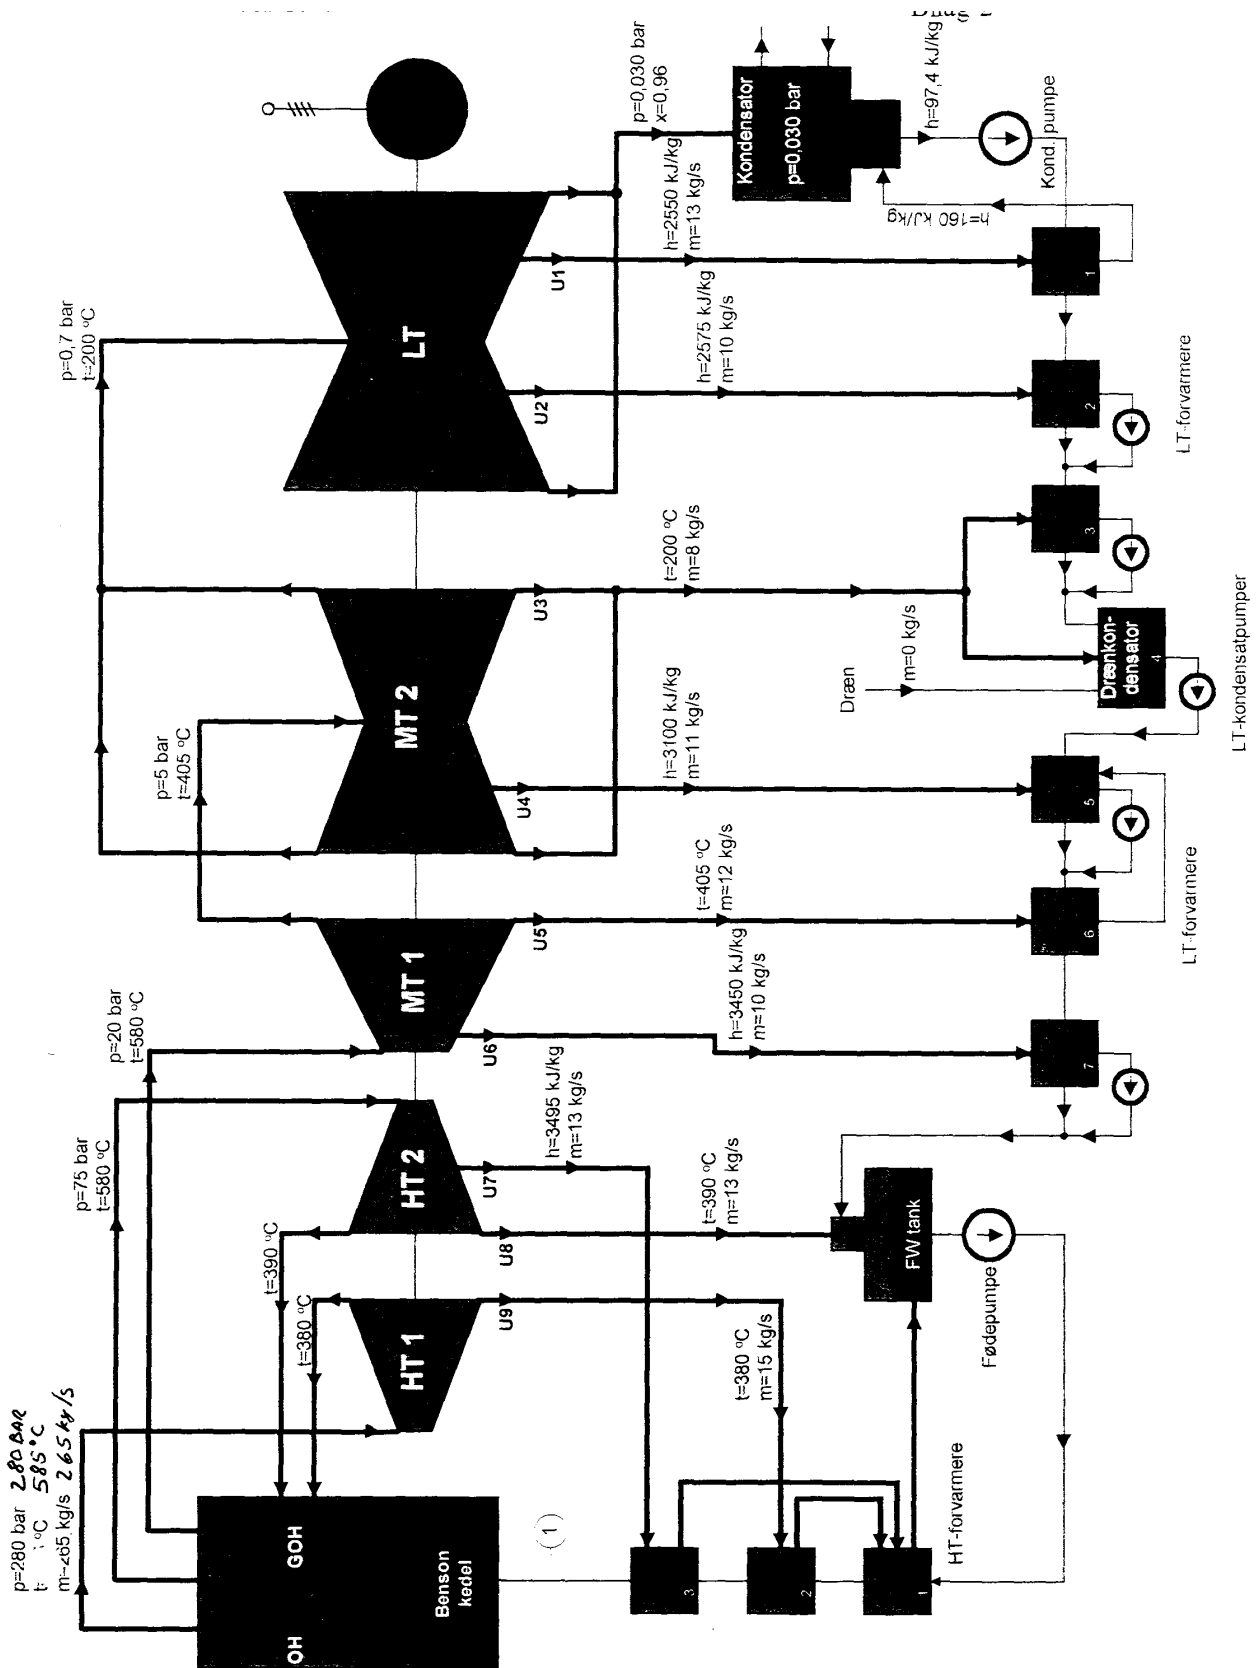 p=280 bar 280 BAR
t= °C 585°C
m=265 kg/s 265 kg/s
p=75 bar
t=580 °C
p=20 bar
t=580 °C
p=5 bar
t=405 °C
p=0,7 bar
t=200 °C
p=0,030 bar
x=0,96
OH
GOH
Benson
kedel
t=390 °C
t=380 °C
HT 1
HT 2
MT 1
MT 2
LT
U9
U8
U7
U6
U5
U4
U3
U2
U1
t=380 °C
m=15 kg/s
t=390 °C
m=13 kg/s
h=3495 kJ/kg
m=13 kg/s
h=3450 kJ/kg
m=10 kg/s
t=405 °C
m=12 kg/s
h=3100 kJ/kg
m=11 kg/s
t=200 °C
m=8 kg/s
h=2575 kJ/kg
m=10 kg/s
h=2550 kJ/kg
m=13 kg/s
Kondensator
p=0,030 bar
h=97,4 kJ/kg
h=160 kJ/kg
Kond. pumpe
Dræn
m=0 kg/s
Drænkon-
densator
4
FW tank
Fødepumpe
1
3
2
1
HT-forvarmere
7
6
5
LT-forvarmere
LT-kondensatpumper
3
2
1
LT-forvarmere